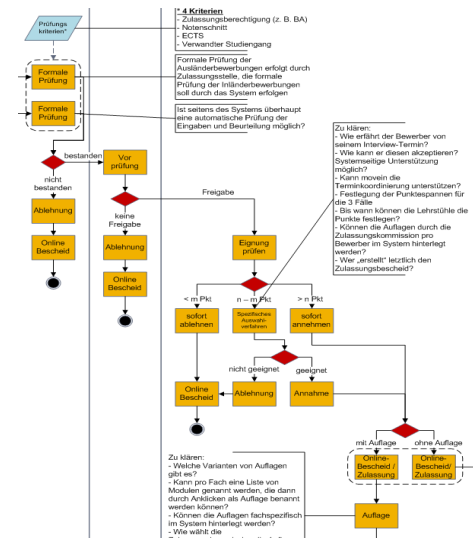 Prüfungs
kriterien*
* 4 Kriterien
- Zulassungsberechtigung (z. B. BA)
- Notenschnitt
- ECTS
- Verwandter Studiengang
Formale
Prüfung
Formale
Prüfung
Formale Prüfung der
Ausländerbewerbungen erfolgt durch
Zulassungsstelle, die formale
Prüfung der Inländerbewerbungen
soll durch das System erfolgen
Ist seitens des Systems überhaupt
eine automatische Prüfung der
Eingaben und Beurteilung möglich?
Zu klären:
- Wie erfährt der Bewerber von
seinem Interview-Termin?
- Wie kann er diesen akzeptieren?
Systemseitige Unterstützung
möglich?
- Kann movein die
Terminkoordinierung unterstützen?
- Festlegung der Punktespannen für
die 3 Fälle
- Bis wann können die Lehrstühle die
Punkte festlegen?
- Können die Auflagen durch die
Zulassungskommission pro
Bewerber im System hinterlegt
werden?
- Wer „erstellt“ letztlich den
Zulassungsbescheid?
bestanden
Vor
prüfung
nicht
bestanden
Freigabe
Ablehnung
keine
Freigabe
Online
Bescheid
Ablehnung
Eignung
prüfen
Online
Bescheid
< m Pkt
n – m Pkt
> n Pkt
sofort
ablehnen
Spezifisches
Auswahl-
verfahren
sofort
annehmen
nicht geeignet
geeignet
Online
Bescheid
Ablehnung
Annahme
mit Auflage
ohne Auflage
Online-
Bescheid /
Zulassung
Online-
Bescheid/
Zulassung
Zu klären:
- Welche Varianten von Auflagen
gibt es?
- Kann pro Fach eine Liste von
Modulen genannt werden, die dann
durch Anklicken als Auflage benannt
werden können?
- Können die Auflagen fachspezifisch
im System hinterlegt werden?
- Wie wählt die
Auflage